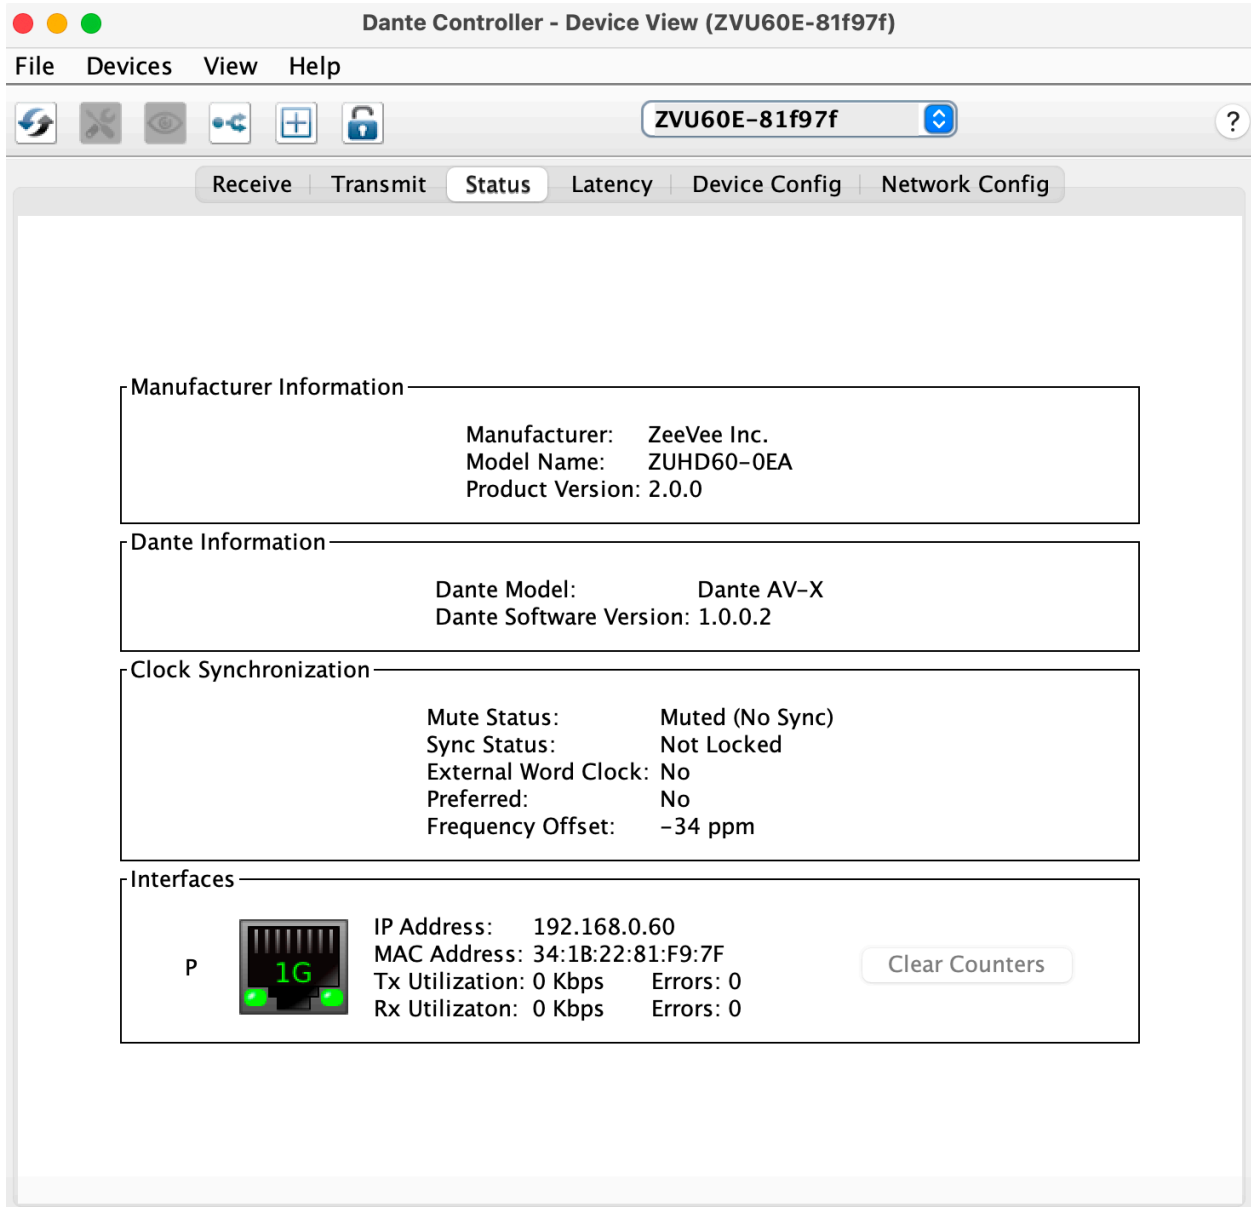 Dante Controller - Device View (ZVU60E-81f97f)
File Devices View Help
ZVU60E-81f97f
?
Receive Transmit Status Latency Device Config Network Config
Manufacturer Information
Manufacturer: ZeeVee Inc.
Model Name: ZUHD60-0EA
Product Version: 2.0.0
Dante Information
Dante Model: Dante AV-X
Dante Software Version: 1.0.0.2
Clock Synchronization
Mute Status: Muted (No Sync)
Sync Status: Not Locked
External Word Clock: No
Preferred: No
Frequency Offset: -34 ppm
Interfaces
P
1G
IP Address: 192.168.0.60
MAC Address: 34:1B:22:81:F9:7F
Tx Utilization: 0 Kbps Errors: 0
Rx Utilizaton: 0 Kbps Errors: 0
Clear Counters